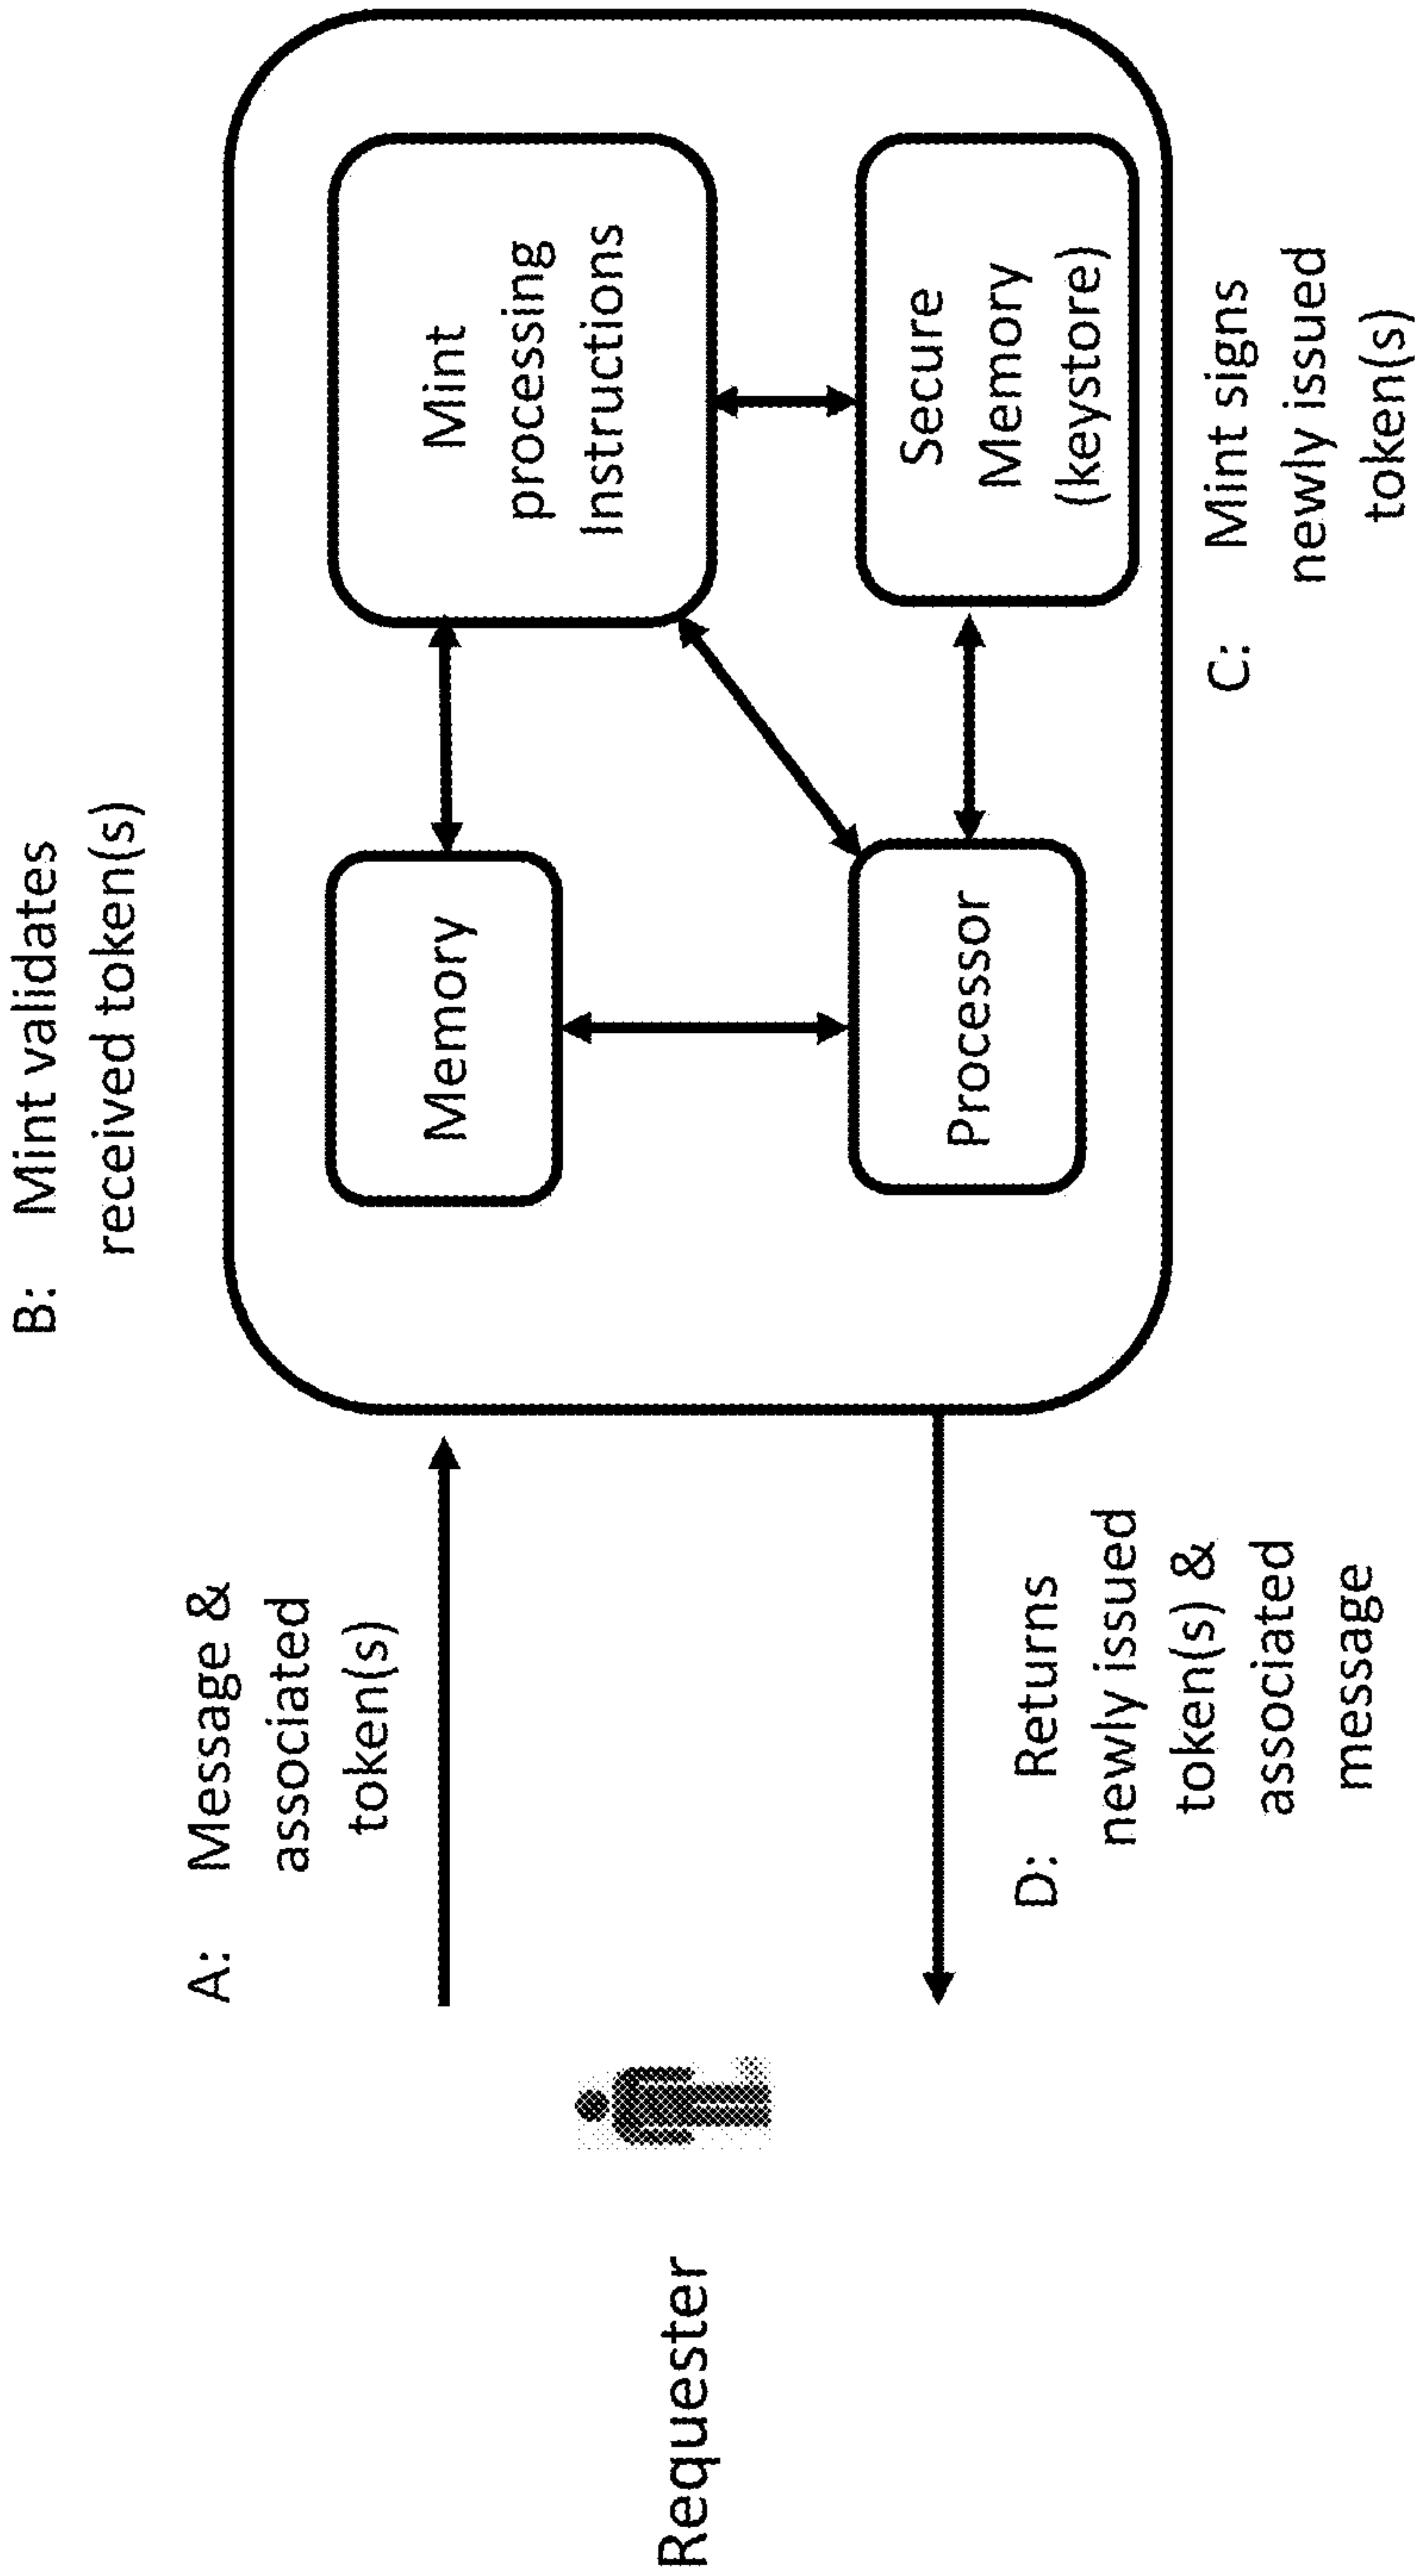 B: Mint validates
received token(s)
A: Message &
associated
token(s)
Memory
Mint
processing
Instructions
Requester
Processor
Secure
Memory
(keystore)
D: Returns
newly issued
token(s) &
associated
message
C: Mint signs
newly issued
token(s)